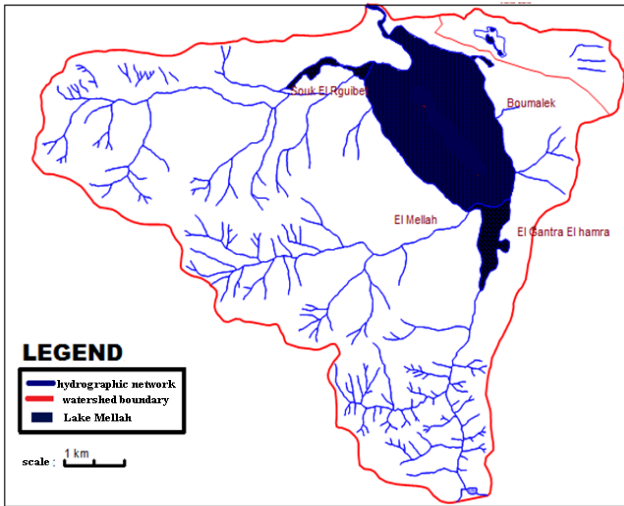 Souk El Rguibe
Boumalek
El Mellah
El Gantra El hamra
LEGEND
hydrographic network
watershed boundary
Lake Mellah
scale : 1 km